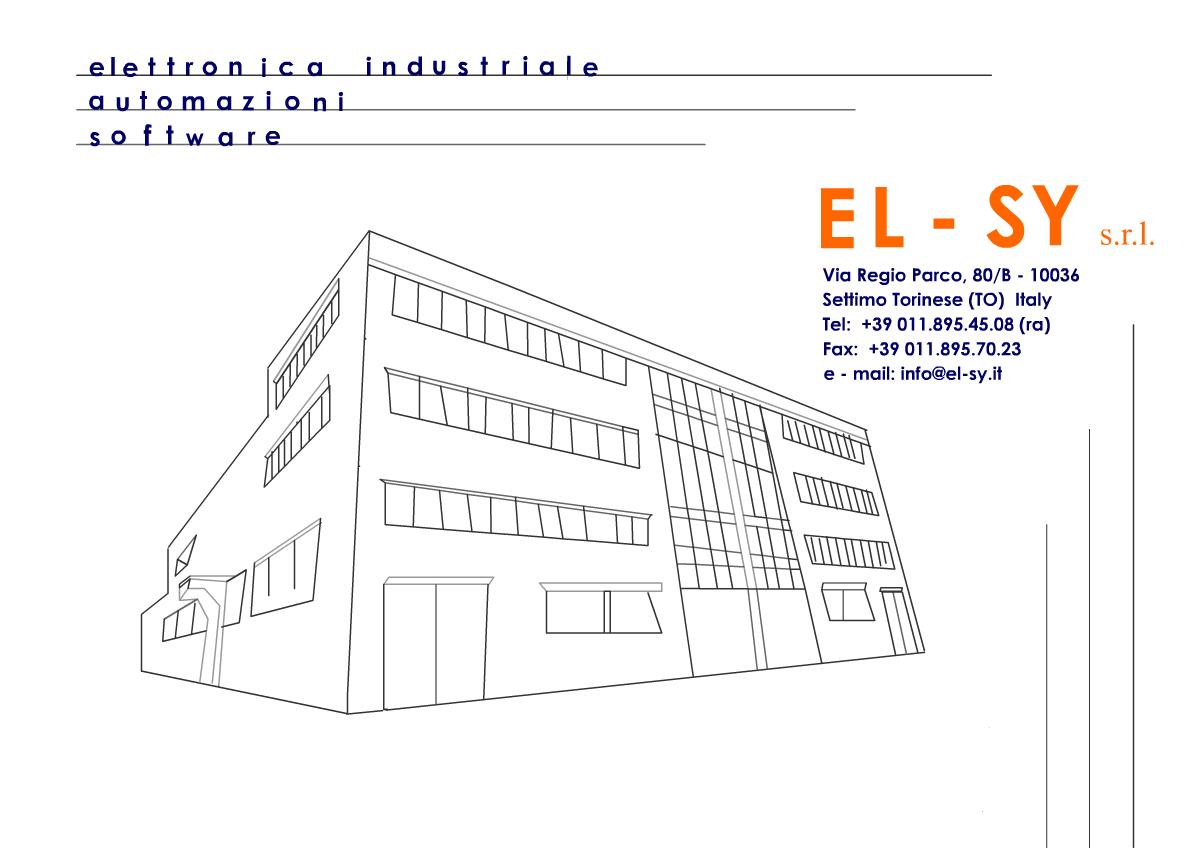 elettronica industriale
automazioni
software
EL - SY s.r.l.
Via Regio Parco, 80/B - 10036
Settimo Torinese (TO) Italy
Tel: +39 011.895.45.08 (ra)
Fax: +39 011.895.70.23
e - mail: info@el-sy.it